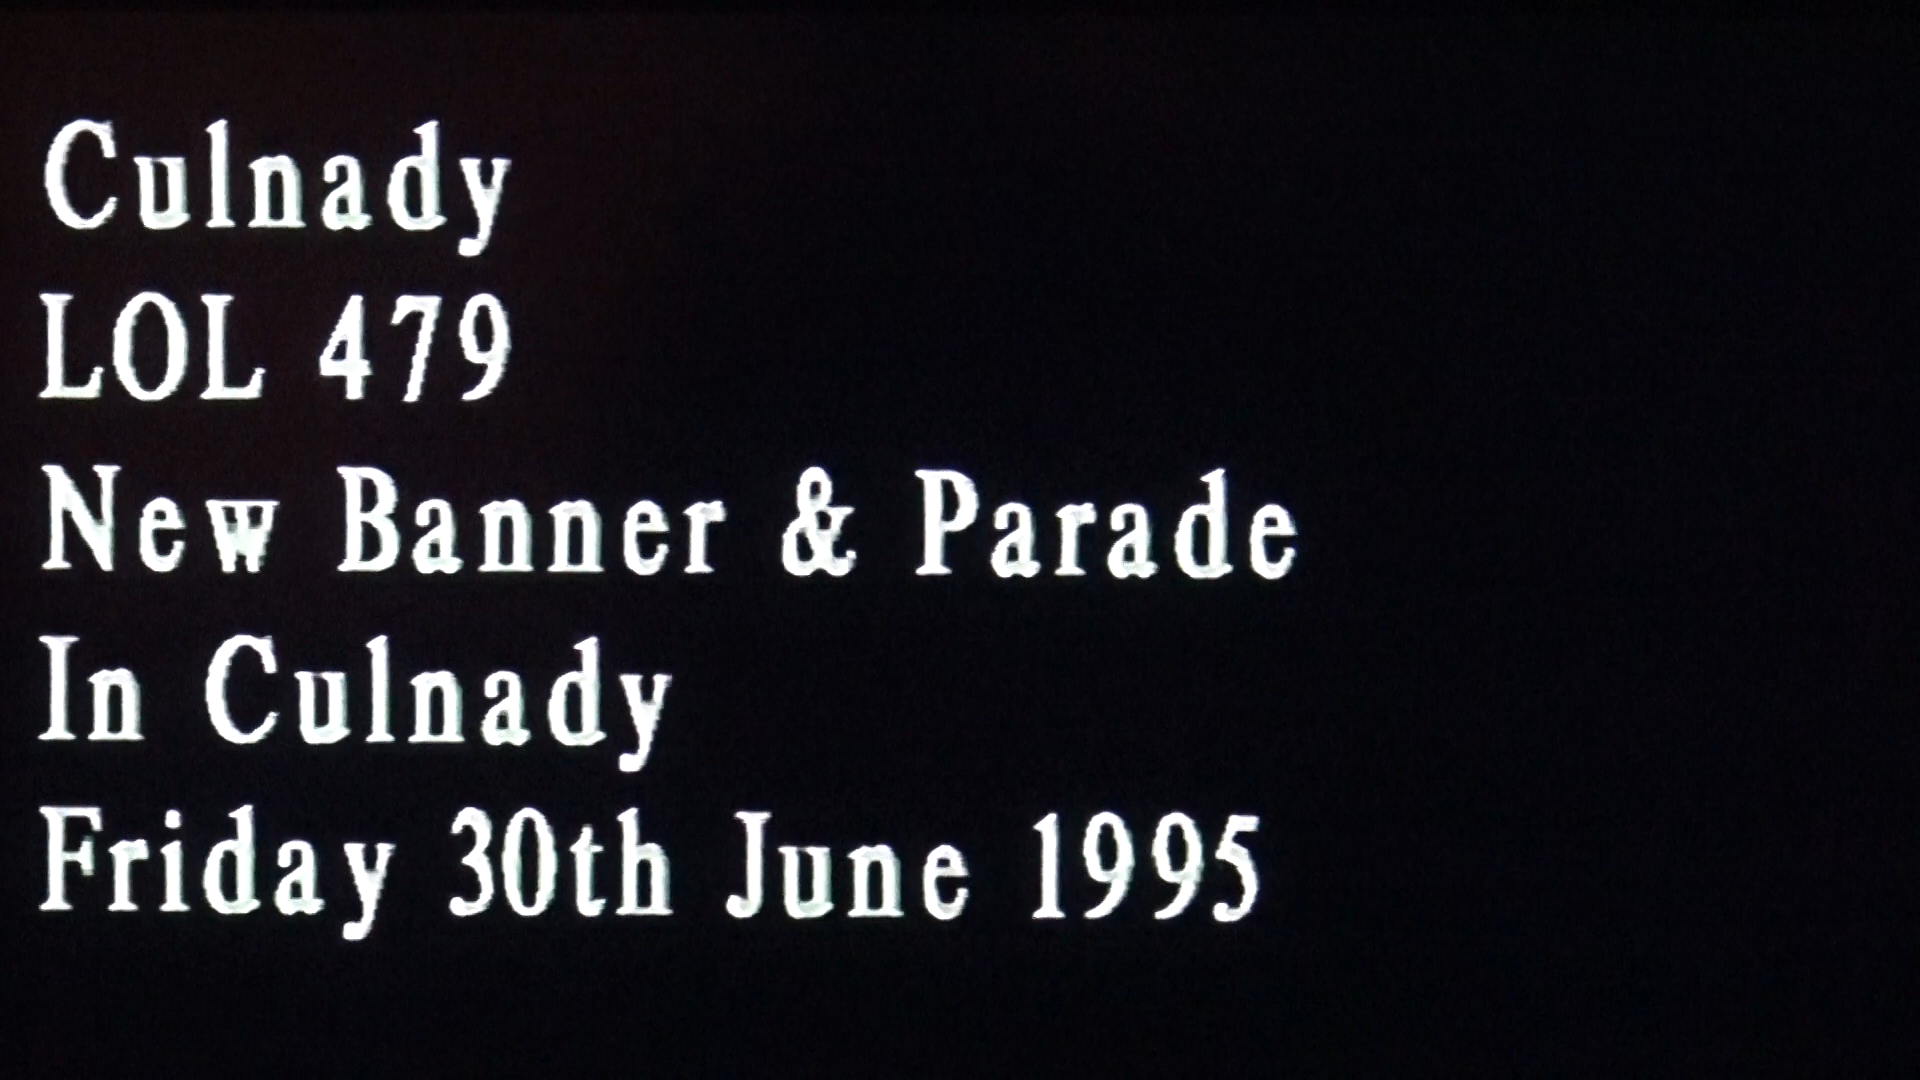 Culnady
LOL 479
New Banner & Parade
In Culnady
Friday 30th June 1995